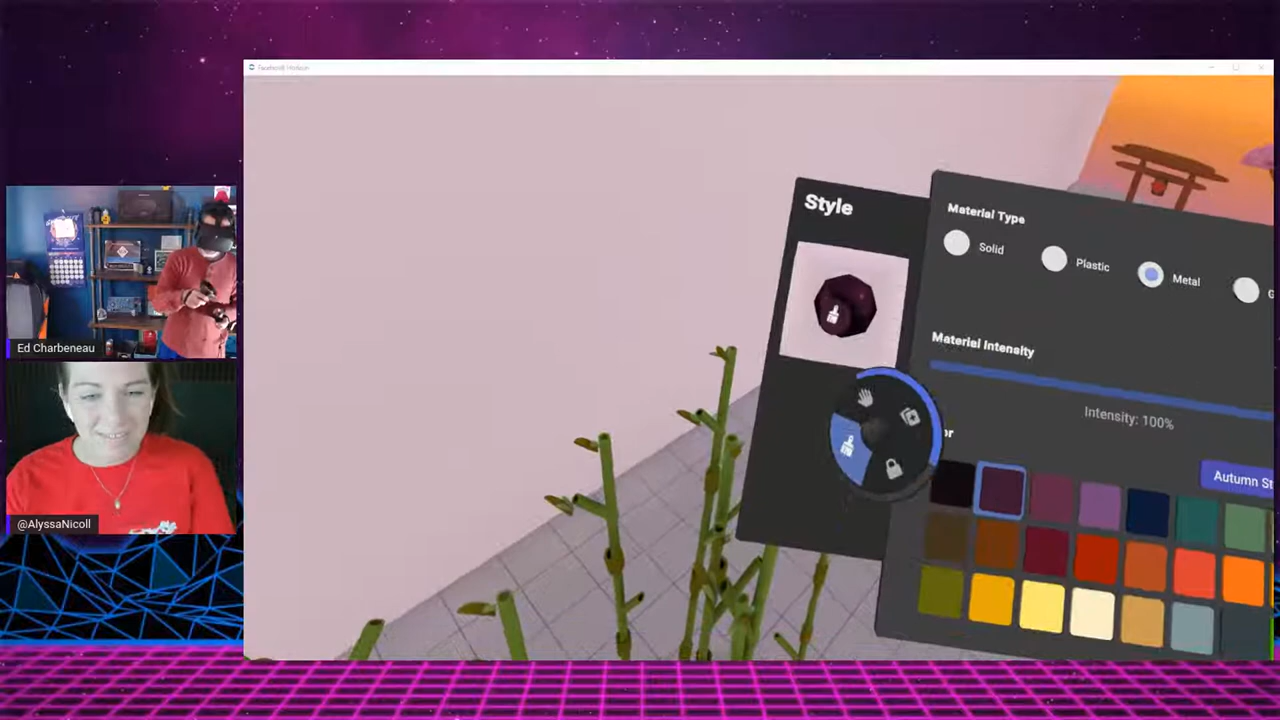 Style
Material Type
Solid
Plastic
Metal
Material Intensity
Intensity: 100%
Autumn St
Ed Charbeneau
@AlyssaNicoll